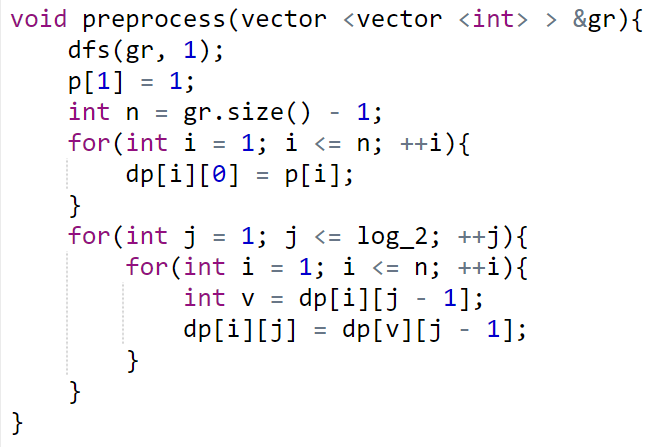 void preprocess(vector <vector <int> > &gr){
    dfs(gr, 1);
    p[1] = 1;
    int n = gr.size() - 1;
    for(int i = 1; i <= n; ++i){
        dp[i][0] = p[i];
    }
    for(int j = 1; j <= log_2; ++j){
        for(int i = 1; i <= n; ++i){
            int v = dp[i][j - 1];
            dp[i][j] = dp[v][j - 1];
        }
    }
}